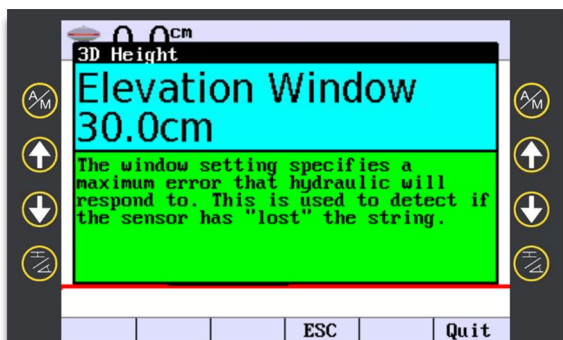 0.0cm
3D Height
Elevation Window
30.0cm
The window setting specifies a
maximum error that hydraulic will
respond to. This is used to detect if
the sensor has "lost" the string.
A/M
A/M
ESC
Quit